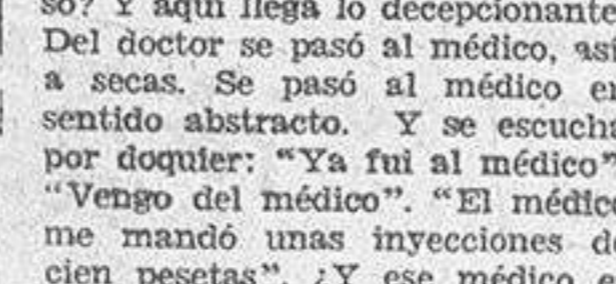 so? Y aquí llega lo decepcionante
Del doctor se pasó al médico, así
a secas. Se pasó al médico en
sentido abstracto. Y se escucha
por doquier: “Ya fui al médico”
“Vengo del médico”. “El médico
me mandó unas inyecciones de
cien pesetas”. ¿Y ese médico